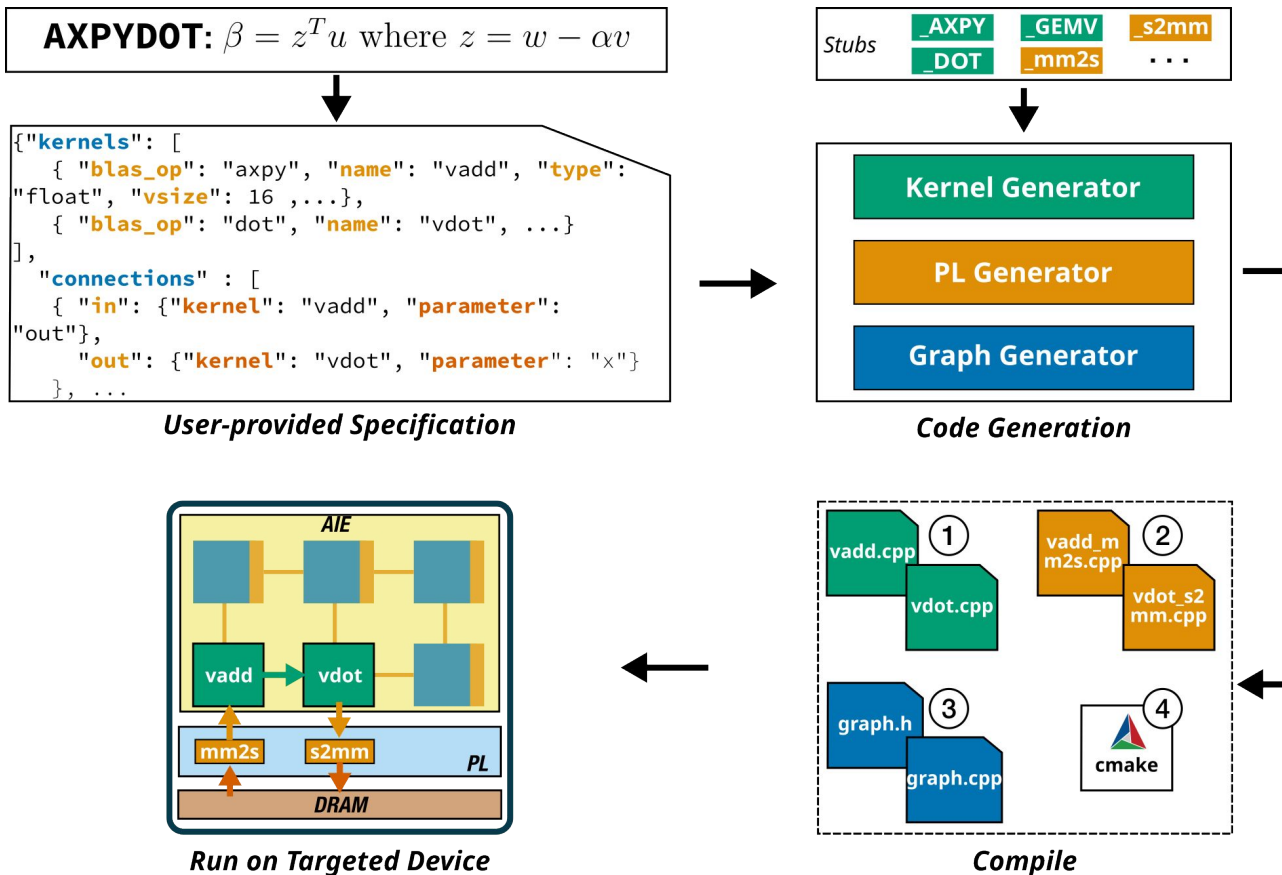 AXPYDOT: β = zᵀu where z = w − αv
{"kernels": [
{ "blas_op": "axpy", "name": "vadd", "type":
"float", "vsize": 16 ,...},
{ "blas_op": "dot", "name": "vdot", ...}
],
"connections" : [
{ "in": {"kernel": "vadd", "parameter":
"out"},
"out": {"kernel": "vdot", "parameter": "x"}
}, ...
User-provided Specification
Stubs
_AXPY _GEMV _s2mm
_DOT _mm2s ...
Kernel Generator
PL Generator
Graph Generator
Code Generation
AIE
vadd
vdot
mm2s
s2mm
PL
DRAM
Run on Targeted Device
vadd.cpp
1
vdot.cpp
vadd_m
m2s.cpp
2
vdot_s2
mm.cpp
graph.h
3
graph.cpp
4
cmake
Compile